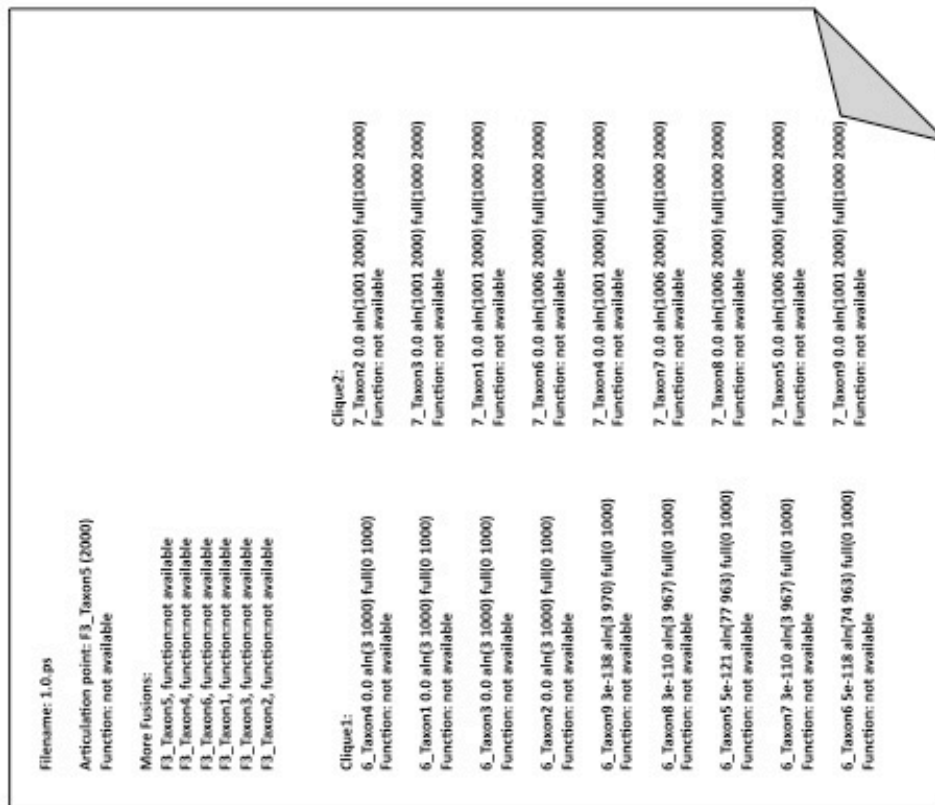 Filename: 1.0.ps
Articulation point: F3_Taxon5 (2000)
Function: not available
More Fusions:
F3_Taxon5, function:not available
F3_Taxon4, function:not available
F3_Taxon6, function:not available
F3_Taxon1, function:not available
F3_Taxon3, function:not available
F3_Taxon2, function:not available
Clique1:
6_Taxon4 0.0 aln(3 1000) full(0 1000)
Function: not available
6_Taxon1 0.0 aln(3 1000) full(0 1000)
Function: not available
6_Taxon3 0.0 aln(3 1000) full(0 1000)
Function: not available
6_Taxon2 0.0 aln(3 1000) full(0 1000)
Function: not available
6_Taxon9 3e-138 aln(3 970) full(0 1000)
Function: not available
6_Taxon8 3e-110 aln(3 967) full(0 1000)
Function: not available
6_Taxon5 5e-121 aln(77 963) full(0 1000)
Function: not available
6_Taxon7 3e-110 aln(3 967) full(0 1000)
Function: not available
6_Taxon6 5e-118 aln(74 963) full(0 1000)
Function: not available
Clique2:
7_Taxon2 0.0 aln(1001 2000) full(1000 2000)
Function: not available
7_Taxon3 0.0 aln(1001 2000) full(1000 2000)
Function: not available
7_Taxon1 0.0 aln(1001 2000) full(1000 2000)
Function: not available
7_Taxon6 0.0 aln(1006 2000) full(1000 2000)
Function: not available
7_Taxon4 0.0 aln(1001 2000) full(1000 2000)
Function: not available
7_Taxon7 0.0 aln(1006 2000) full(1000 2000)
Function: not available
7_Taxon8 0.0 aln(1006 2000) full(1000 2000)
Function: not available
7_Taxon5 0.0 aln(1006 2000) full(1000 2000)
Function: not available
7_Taxon9 0.0 aln(1001 2000) full(1000 2000)
Function: not available